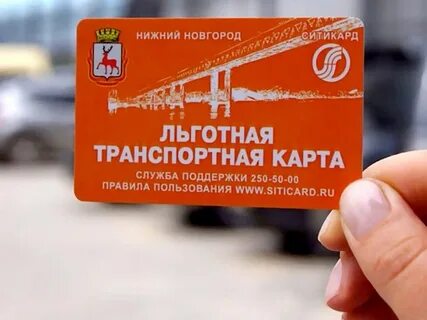 НИЖНИЙ НОВГОРОД
СИТИКАРД
ЛЬГОТНАЯ
ТРАНСПОРТНАЯ КАРТА
СЛУЖБА ПОДДЕРЖКИ 250-50-00
ПРАВИЛА ПОЛЬЗОВАНИЯ WWW.SITICARD.RU